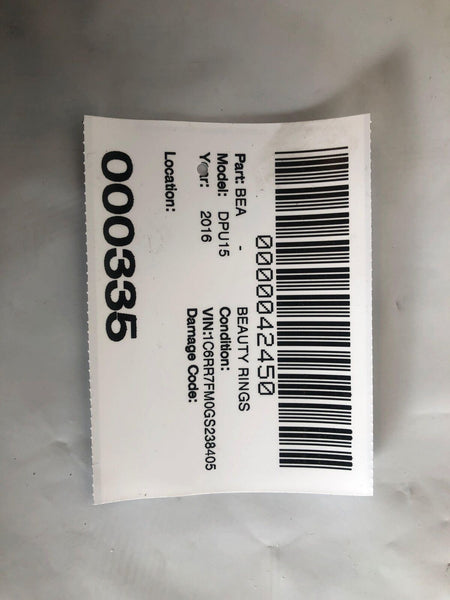 0000042450
Part: BEA - BEAUTY RINGS
Model: DPU15 Condition:
Year: 2016 VIN:1C6RR7FM0GS238405
Damage Code:
Location:
000335